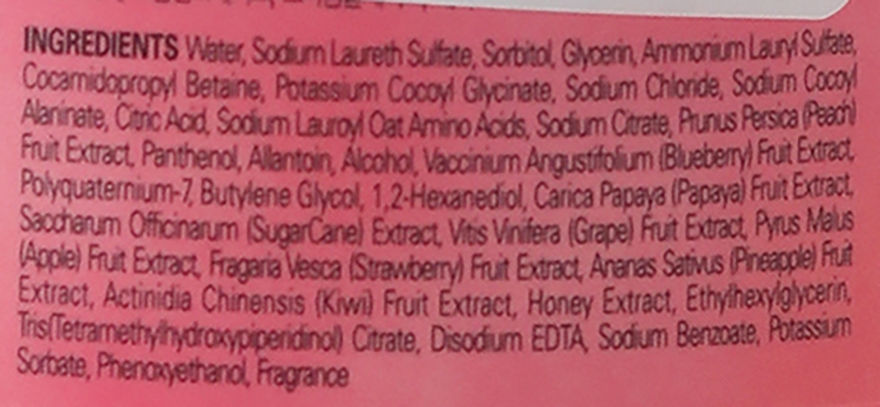 INGREDIENTS Water, Sodium Laureth Sulfate, Sorbitol, Glycerin, Ammonium Lauryl Sulfate,
Cocamidopropyl Betaine, Potassium Cocoyl Glycinate, Sodium Chloride, Sodium Cocoyl
Alaninate, Citric Acid, Sodium Lauroyl Oat Amino Acids, Sodium Citrate, Prunus Persica (Peach)
Fruit Extract, Panthenol, Allantoin, Alcohol, Vaccinium Angustifolium (Blueberry) Fruit Extract,
Polyquaternium-7, Butylene Glycol, 1,2-Hexanediol, Carica Papaya (Papaya) Fruit Extract,
Saccharum Officinarum (SugarCane) Extract, Vitis Vinifera (Grape) Fruit Extract, Pyrus Malus
(Apple) Fruit Extract, Fragaria Vesca (Strawberry) Fruit Extract, Ananas Sativus (Pineapple) Fruit
Extract, Actinidia Chinensis (Kiwi) Fruit Extract, Honey Extract, Ethylhexylglycerin,
Tris(Tetramethylhydroxypiperidinol) Citrate, Disodium EDTA, Sodium Benzoate, Potassium
Sorbate, Phenoxyethanol, Fragrance